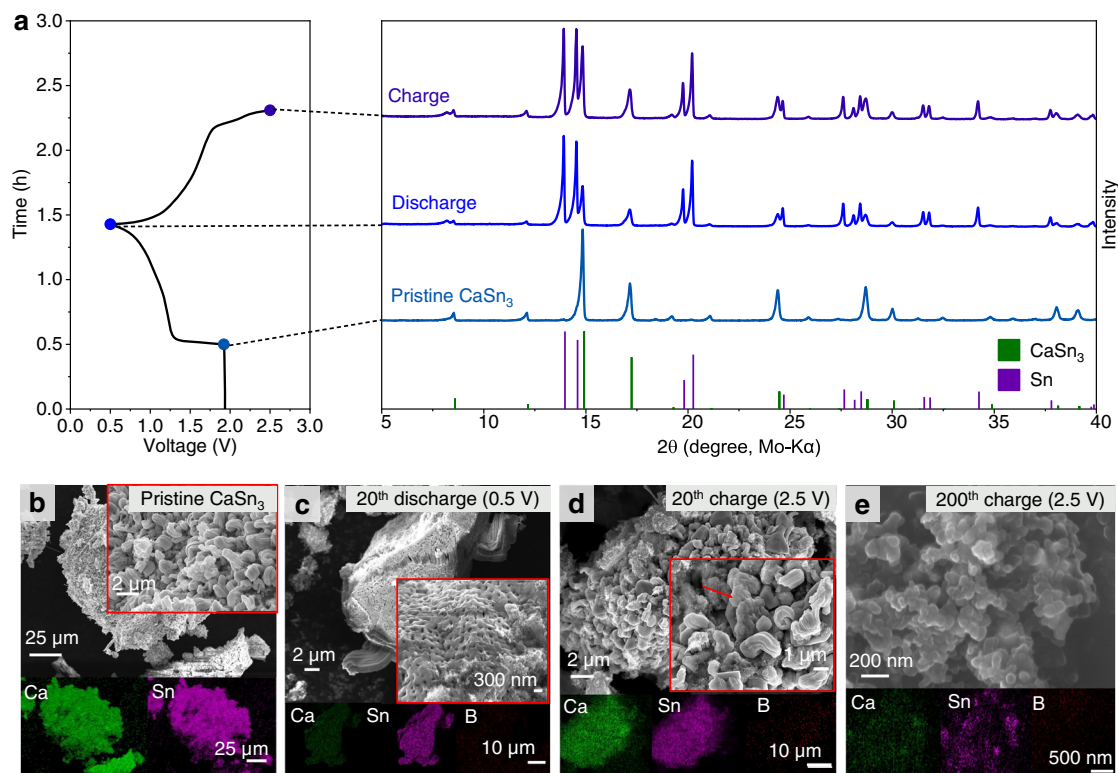 a
Time (h)
3.0
2.5
2.0
1.5
1.0
0.5
0.0
0.0 0.5 1.0 1.5 2.0 2.5 3.0
Voltage (V)
Charge
Discharge
Pristine CaSn₃
CaSn₃
Sn
5 10 15 20 25 30 35 40
2θ (degree, Mo-Kα)
Intensity
b
Pristine CaSn₃
2 µm
25 µm
Ca Sn
25 µm
c
20ᵗʰ discharge (0.5 V)
2 µm
300 nm
Ca Sn B
10 µm
d
20ᵗʰ charge (2.5 V)
2 µm
1 µm
Ca Sn B
10 µm
e
200ᵗʰ charge (2.5 V)
200 nm
Ca Sn B
500 nm